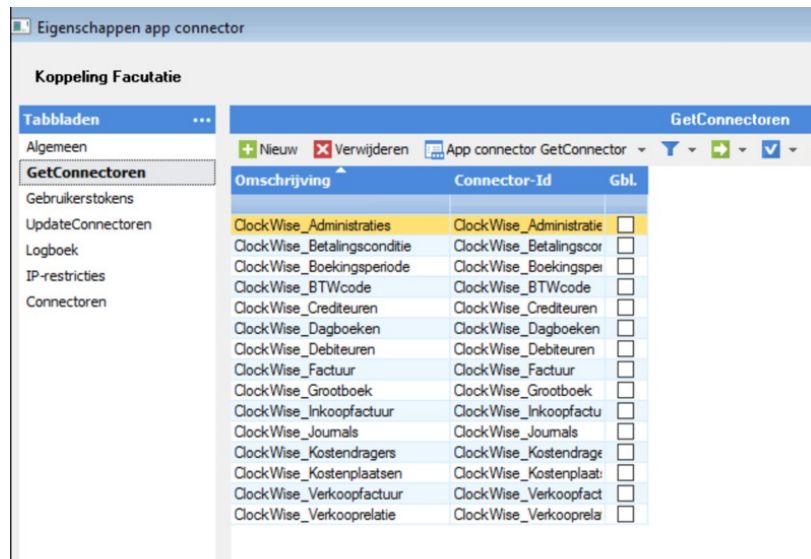 Eigenschappen app connector
Koppeling Facutatie
Tabbladen ...
Algemeen
GetConnectoren
Gebruikerstokens
UpdateConnectoren
Logboek
IP-restricties
Connectoren
GetConnectoren
Nieuw Verwijderen App connector GetConnector
Omschrijving Connector-Id Gbl.
ClockWise_Administraties ClockWise_Administratie
ClockWise_Betalingsconditie ClockWise_Betalingscor
ClockWise_Boekingsperiode ClockWise_Boekingsper
ClockWise_BTWcode ClockWise_BTWcode
ClockWise_Crediteuren ClockWise_Crediteuren
ClockWise_Dagboeken ClockWise_Dagboeken
ClockWise_Debiteuren ClockWise_Debiteuren
ClockWise_Factuur ClockWise_Factuur
ClockWise_Grootboek ClockWise_Grootboek
ClockWise_Inkoopfactuur ClockWise_Inkoopfactu
ClockWise_Journals ClockWise_Journals
ClockWise_Kostendragers ClockWise_Kostendrage
ClockWise_Kostenplaatsen ClockWise_Kostenplaats
ClockWise_Verkoopfactuur ClockWise_Verkoopfact
ClockWise_Verkooprelatie ClockWise_Verkooprela